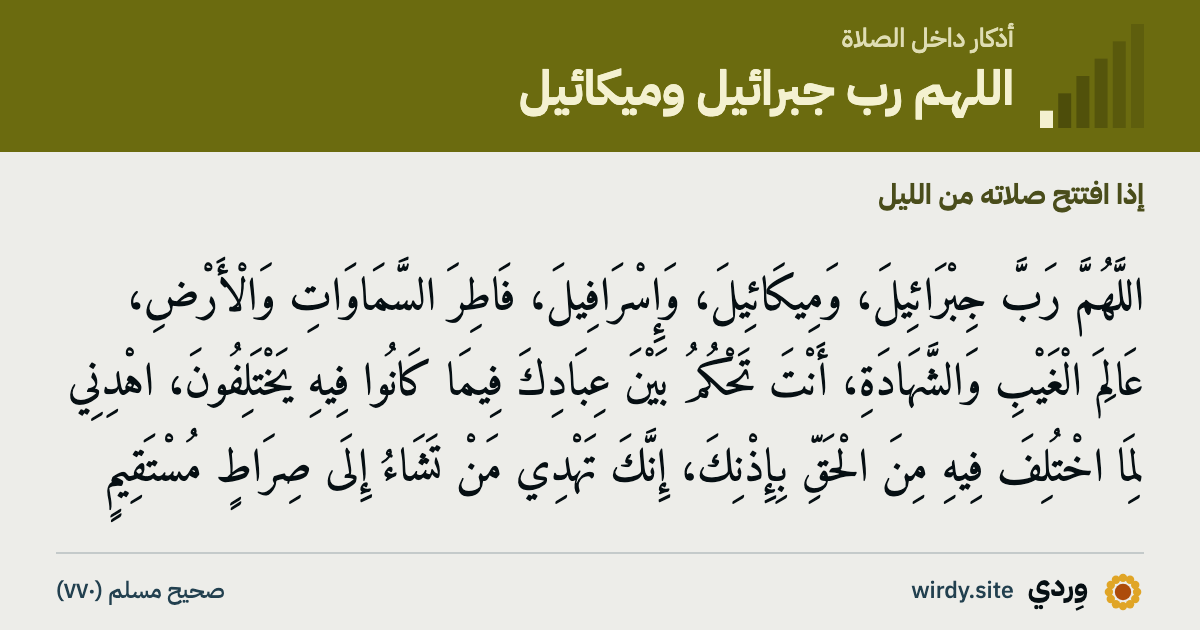 أذكار داخل الصلاة
اللهم رب جبرائيل وميكائيل
إذا افتتح صلاته من الليل
اللَّهُمَّ رَبَّ جِبْرَائِيلَ، وَمِيكَائِيلَ، وَإِسْرَافِيلَ، فَاطِرَ السَّمَاوَاتِ وَالْأَرْضِ،
عَالِمَ الْغَيْبِ وَالشَّهَادَةِ، أَنْتَ تَحْكُمُ بَيْنَ عِبَادِكَ فِيمَا كَانُوا فِيهِ يَخْتَلِفُونَ، اهْدِنِي
لِمَا اخْتُلِفَ فِيهِ مِنَ الْحَقِّ بِإِذْنِكَ، إِنَّكَ تَهْدِي مَنْ تَشَاءُ إِلَى صِرَاطٍ مُسْتَقِيمٍ
وِردي wirdy.site
صحيح مسلم (٧٧٠)